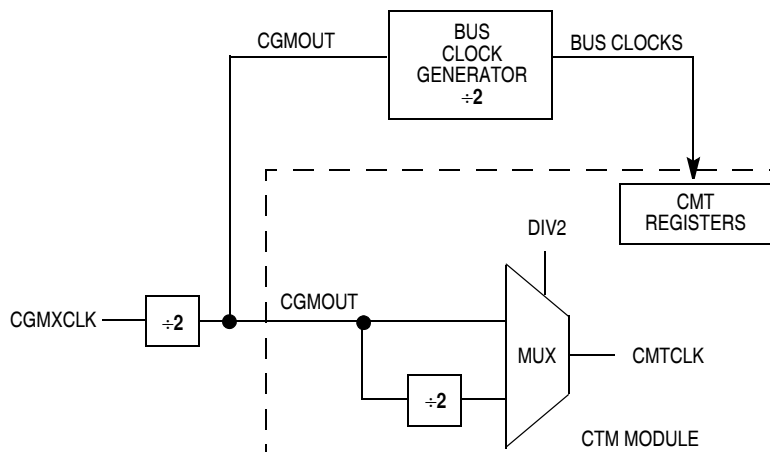 CGMOUT
BUS
CLOCK
GENERATOR
÷2
BUS CLOCKS
CMT
REGISTERS
DIV2
CGMXCLK
÷2
CGMOUT
MUX
CMTCLK
÷2
CTM MODULE